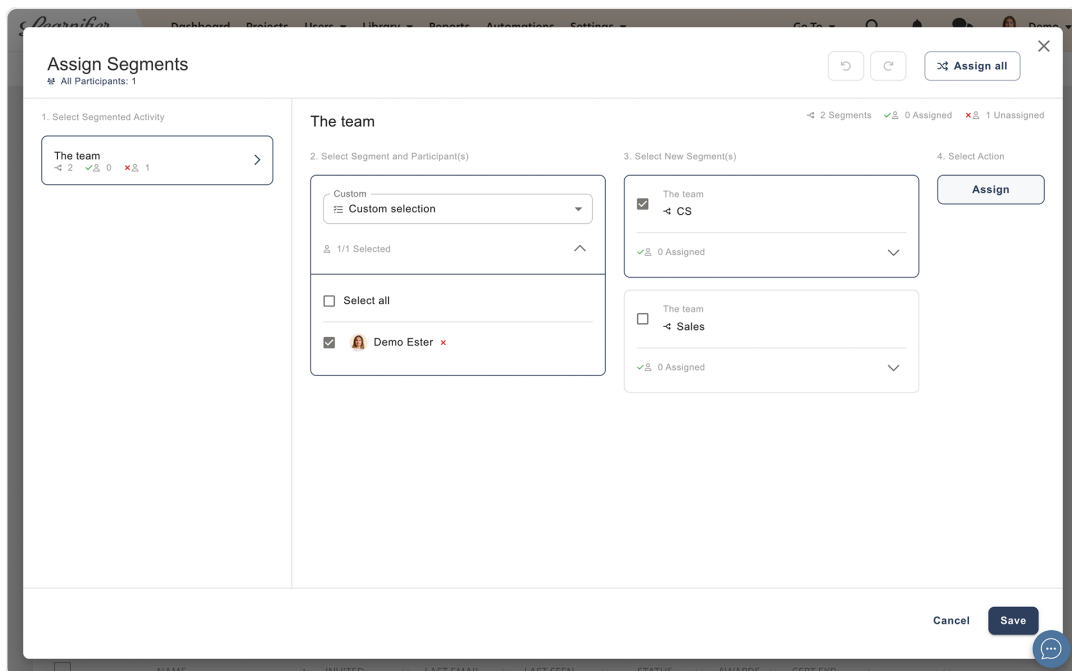 Learnifier
Dashboard Projects Users Library Reports Automations Settings Go To Demo
Assign Segments
All Participants: 1
Assign all
1. Select Segmented Activity
The team
2 0 1
The team
2 Segments 0 Assigned 1 Unassigned
2. Select Segment and Participant(s)
Custom
Custom selection
1/1 Selected
Select all
Demo Ester
3. Select New Segment(s)
The team
CS
0 Assigned
The team
Sales
0 Assigned
4. Select Action
Assign
Cancel
Save
NAME INVITED LAST EMAIL LAST SEEN STATUS AWARDS CERT EXP